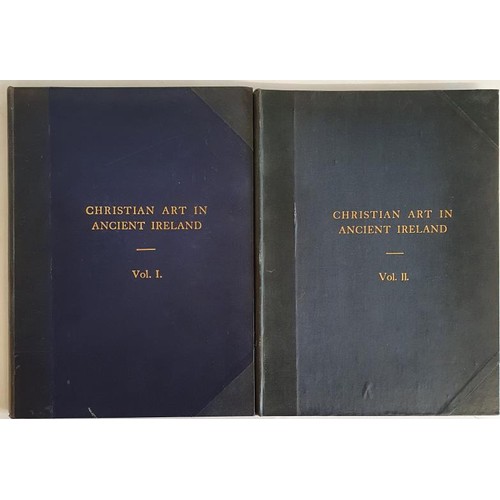 CHRISTIAN ART IN
ANCIENT IRELAND
Vol. I.
CHRISTIAN ART IN
ANCIENT IRELAND
Vol. II.